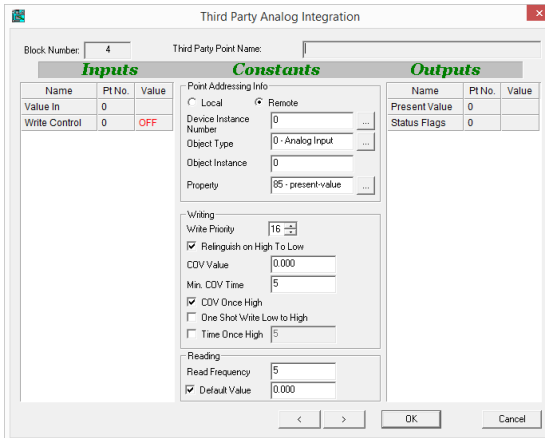 Third Party Analog Integration
Block Number: 4 Third Party Point Name:
Inputs Constants Outputs
Name Pt No. Value
Value In 0
Write Control 0 OFF
Point Addressing Info
Local Remote
Device Instance Number 0 ...
Object Type 0 - Analog Input ...
Object Instance 0
Property 85 - present-value ...
Writing
Write Priority 16
Relinguish on High To Low
COV Value 0.000
Min. COV Time 5
COV Once High
One Shot Write Low to High
Time Once High 5
Reading
Read Frequency 5
Default Value 0.000
Name Pt No. Value
Present Value 0
Status Flags 0
< > OK Cancel